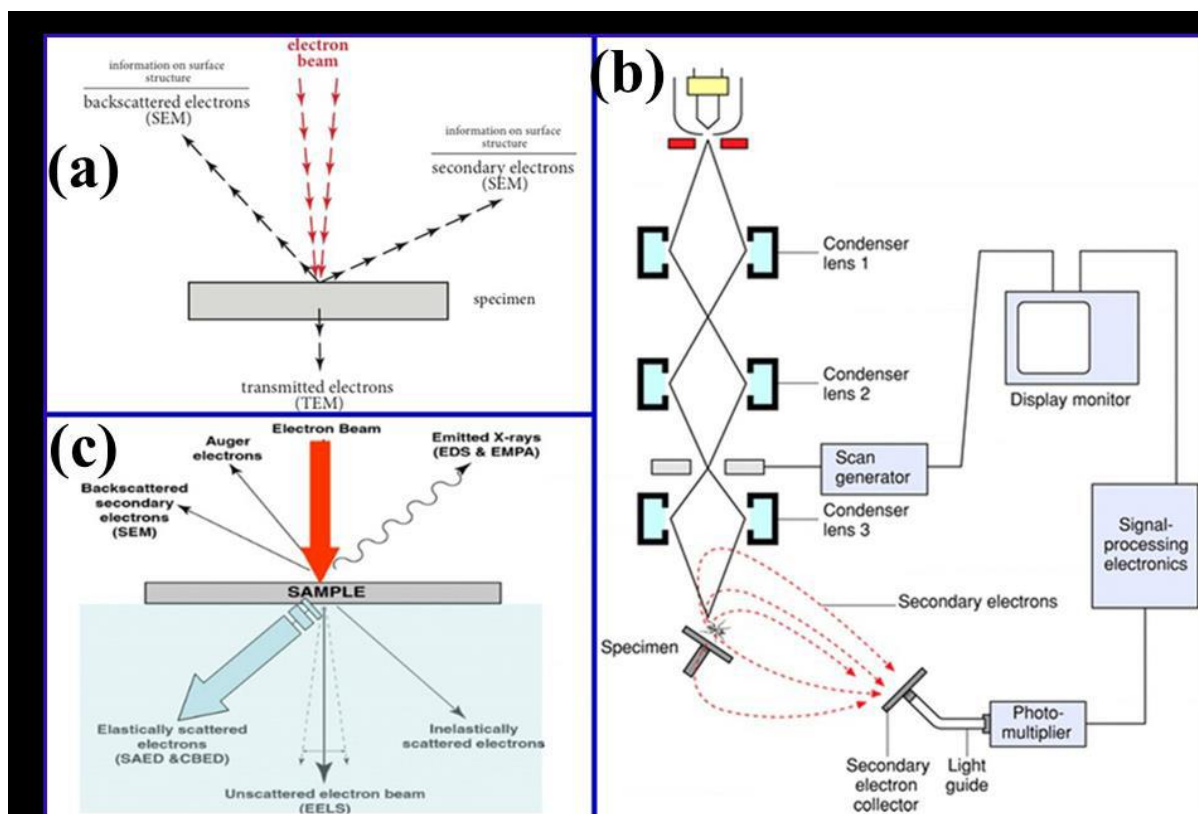 (a)
electron
beam
information on surface
structure
backscattered electrons
(SEM)
information on surface
structure
secondary electrons
(SEM)
specimen
transmitted electrons
(TEM)
(b)
Condenser
lens 1
Condenser
lens 2
Display monitor
Scan
generator
Condenser
lens 3
Signal-
processing
electronics
Secondary electrons
Specimen
Photo-
multiplier
Secondary
electron
collector
Light
guide
(c)
Electron Beam
Auger
electrons
Emitted X-rays
(EDS & EMPA)
Backscattered
secondary
electrons
(SEM)
SAMPLE
Elastically scattered
electrons
(SAED &CBED)
Inelastically
scattered electrons
Unscattered electron beam
(EELS)